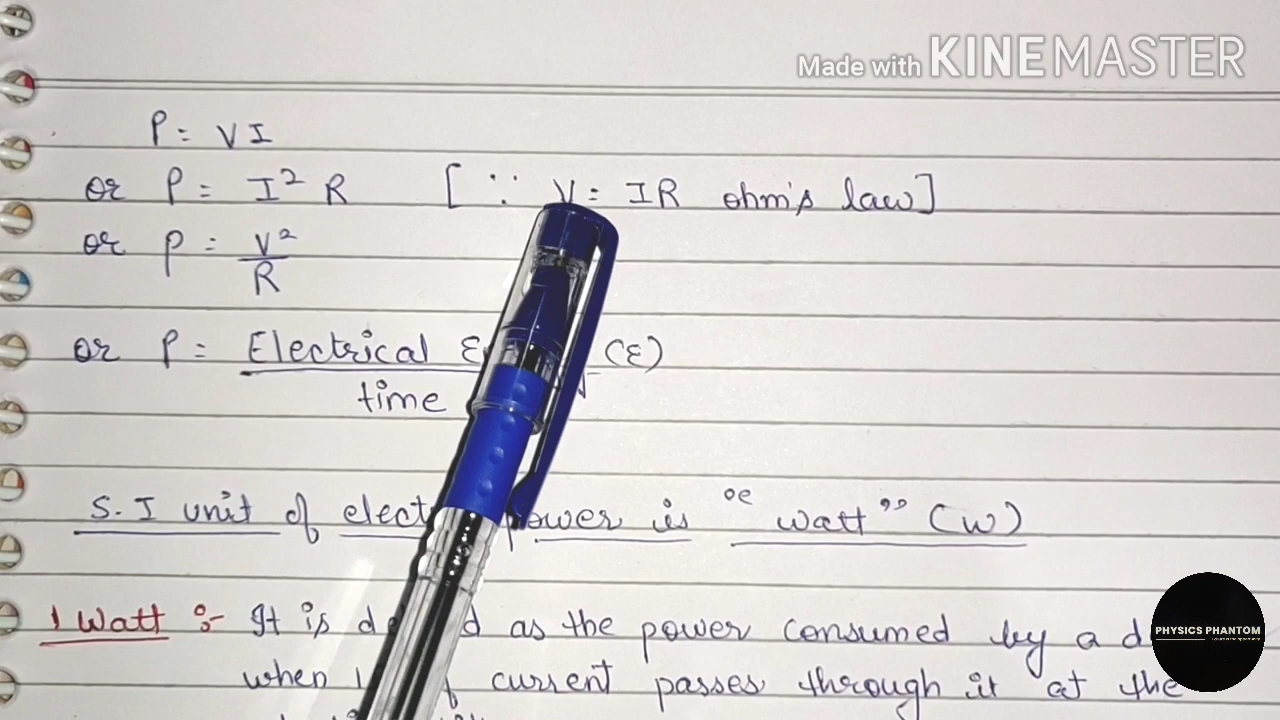 Made with KINEMASTER
P = VI
or P = I² R [∵ V = IR ohm's law]
or P = V²
R
or P = Electrical (E)
time
S.I unit of power is "Watt" (W)
1 Watt :- It is as the power consumed by a
PHYSICS PHANTOM
when current passes through it at the